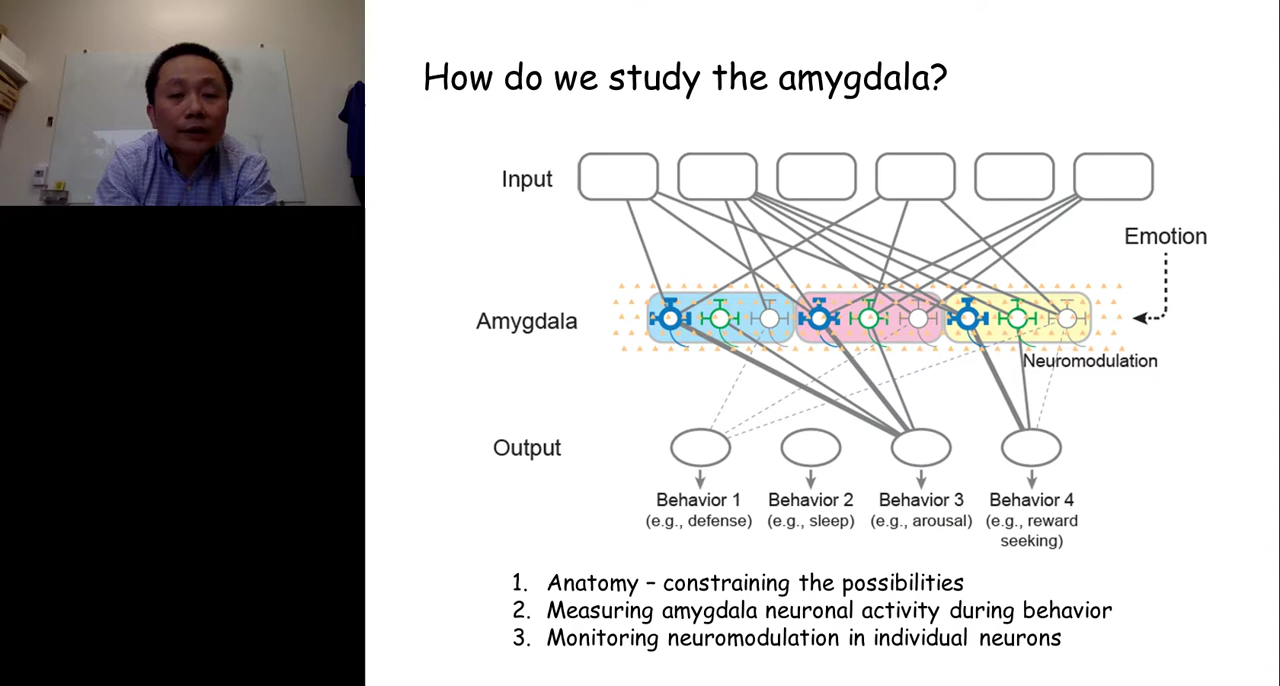 How do we study the amygdala?
Input
Emotion
Amygdala
Neuromodulation
Output
Behavior 1
(e.g., defense)
Behavior 2
(e.g., sleep)
Behavior 3
(e.g., arousal)
Behavior 4
(e.g., reward
seeking)
1. Anatomy – constraining the possibilities
2. Measuring amygdala neuronal activity during behavior
3. Monitoring neuromodulation in individual neurons